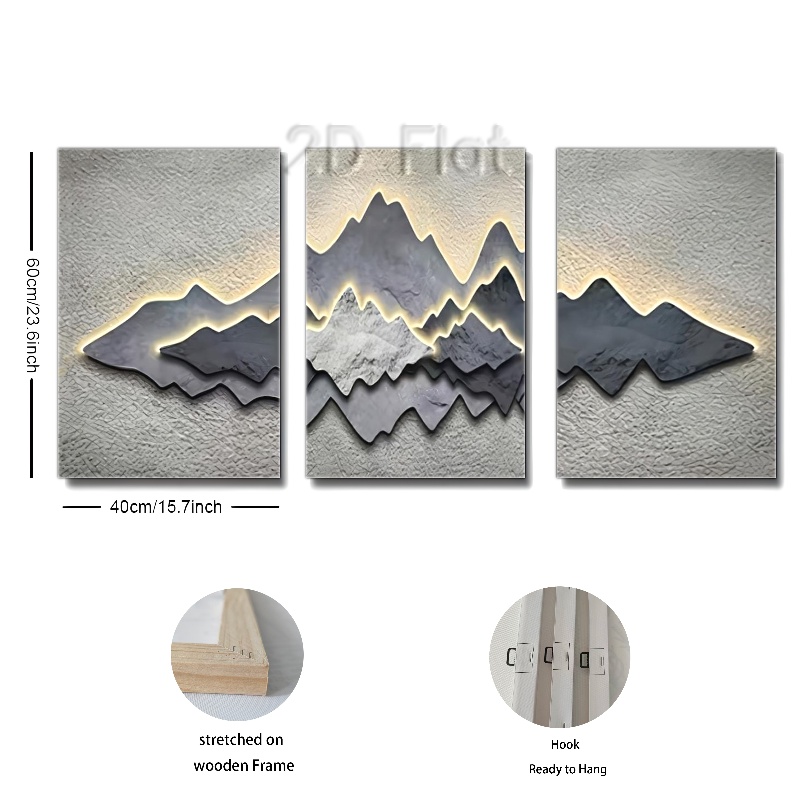 2D Flat
60cm/23.6inch
40cm/15.7inch
stretched on
wooden Frame
Hook
Ready to Hang